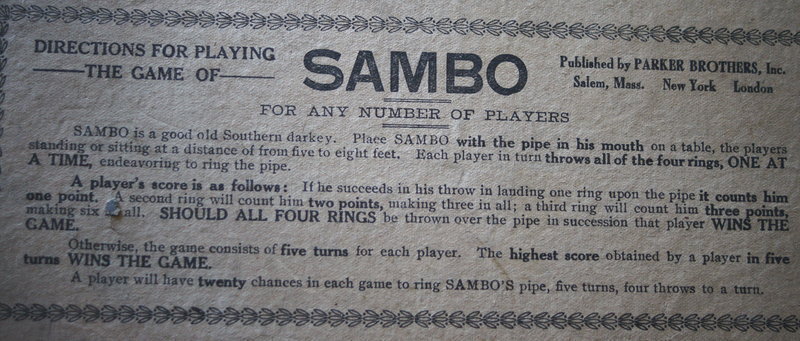 DIRECTIONS FOR PLAYING
THE GAME OF
SAMBO
Published by PARKER BROTHERS, Inc.
Salem, Mass. New York London
FOR ANY NUMBER OF PLAYERS
SAMBO is a good old Southern darkey. Place SAMBO with the pipe in his mouth on a table, the players
standing or sitting at a distance of from five to eight feet. Each player in turn throws all of the four rings, ONE AT
A TIME, endeavoring to ring the pipe.
A player's score is as follows: If he succeeds in his throw in landing one ring upon the pipe it counts him
one point. A second ring will count him two points, making three in all; a third ring will count him three points,
making six all. SHOULD ALL FOUR RINGS be thrown over the pipe in succession that player WINS THE
GAME.
Otherwise, the game consists of five turns for each player. The highest score obtained by a player in five
turns WINS THE GAME.
A player will have twenty chances in each game to ring SAMBO'S pipe, five turns, four throws to a turn.